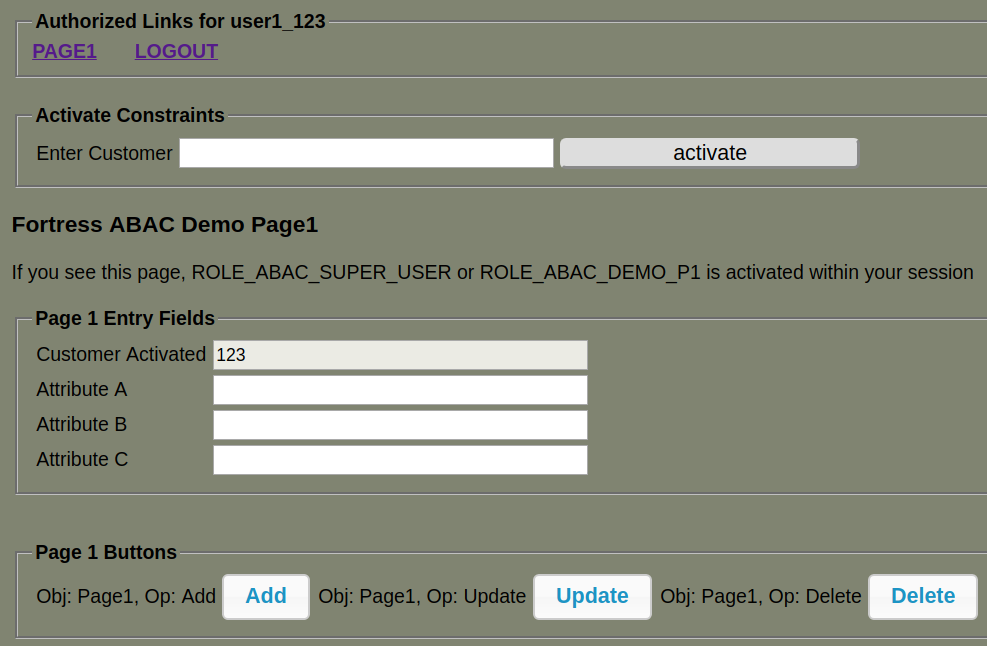 Authorized Links for user1_123
PAGE1 LOGOUT
Activate Constraints
Enter Customer activate
Fortress ABAC Demo Page1
If you see this page, ROLE_ABAC_SUPER_USER or ROLE_ABAC_DEMO_P1 is activated within your session
Page 1 Entry Fields
Customer Activated 123
Attribute A
Attribute B
Attribute C
Page 1 Buttons
Obj: Page1, Op: Add Add Obj: Page1, Op: Update Update Obj: Page1, Op: Delete Delete